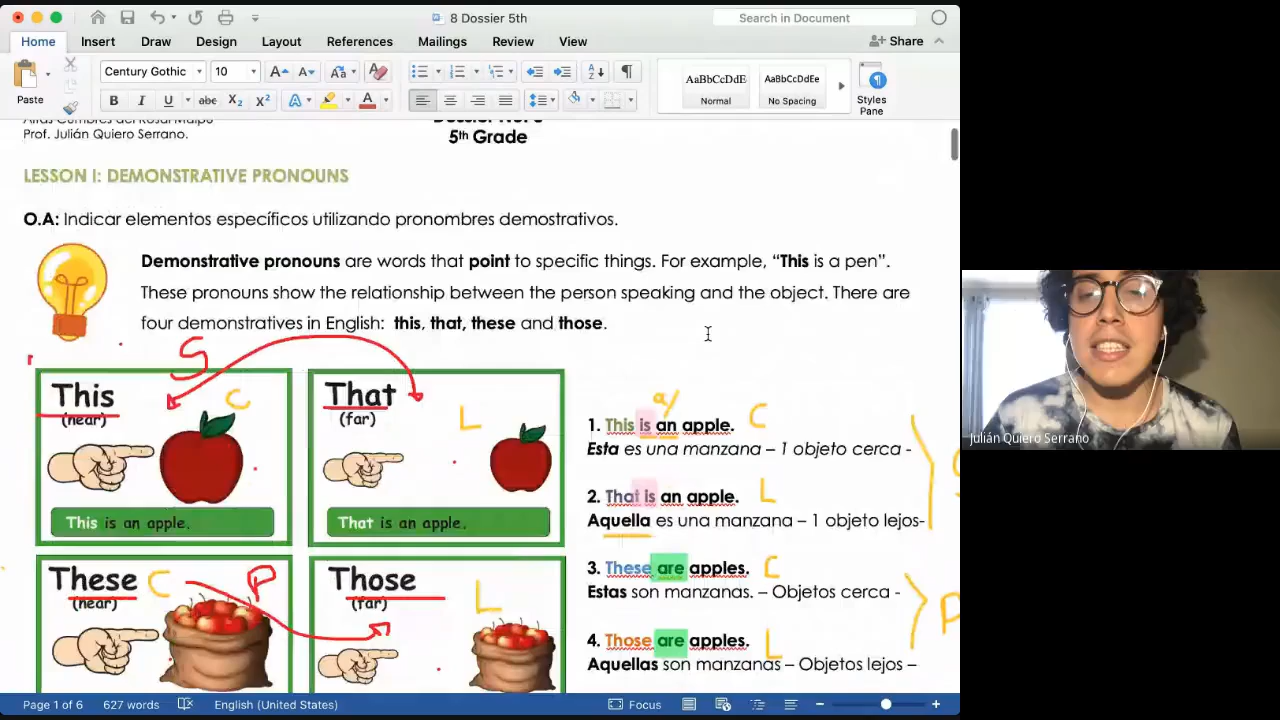 8 Dossier 5th
Search in Document
Home Insert Draw Design Layout References Mailings Review View Share
Paste
Century Gothic 10
AaBbCcDdE AaBbCcDdEe
Normal No Spacing
Styles Pane
Altas Cumbres del Rosal Maipú
Prof. Julián Quiero Serrano.
5th Grade
LESSON I: DEMONSTRATIVE PRONOUNS
O.A: Indicar elementos específicos utilizando pronombres demostrativos.
Demonstrative pronouns are words that point to specific things. For example, “This is a pen”.
These pronouns show the relationship between the person speaking and the object. There are
four demonstratives in English: this, that, these and those.
S
This
(near)
C
This is an apple.
That
(far)
L
That is an apple.
These
(near)
C
P
Those
(far)
L
a/
1. This is an apple. C
Esta es una manzana – 1 objeto cerca -
2. That is an apple. L
Aquella es una manzana – 1 objeto lejos-
3. These are apples. C
Estas son manzanas. – Objetos cerca -
4. Those are apples. L
Aquellas son manzanas – Objetos lejos –
P
Julián Quiero Serrano
Page 1 of 6 627 words English (United States) Focus